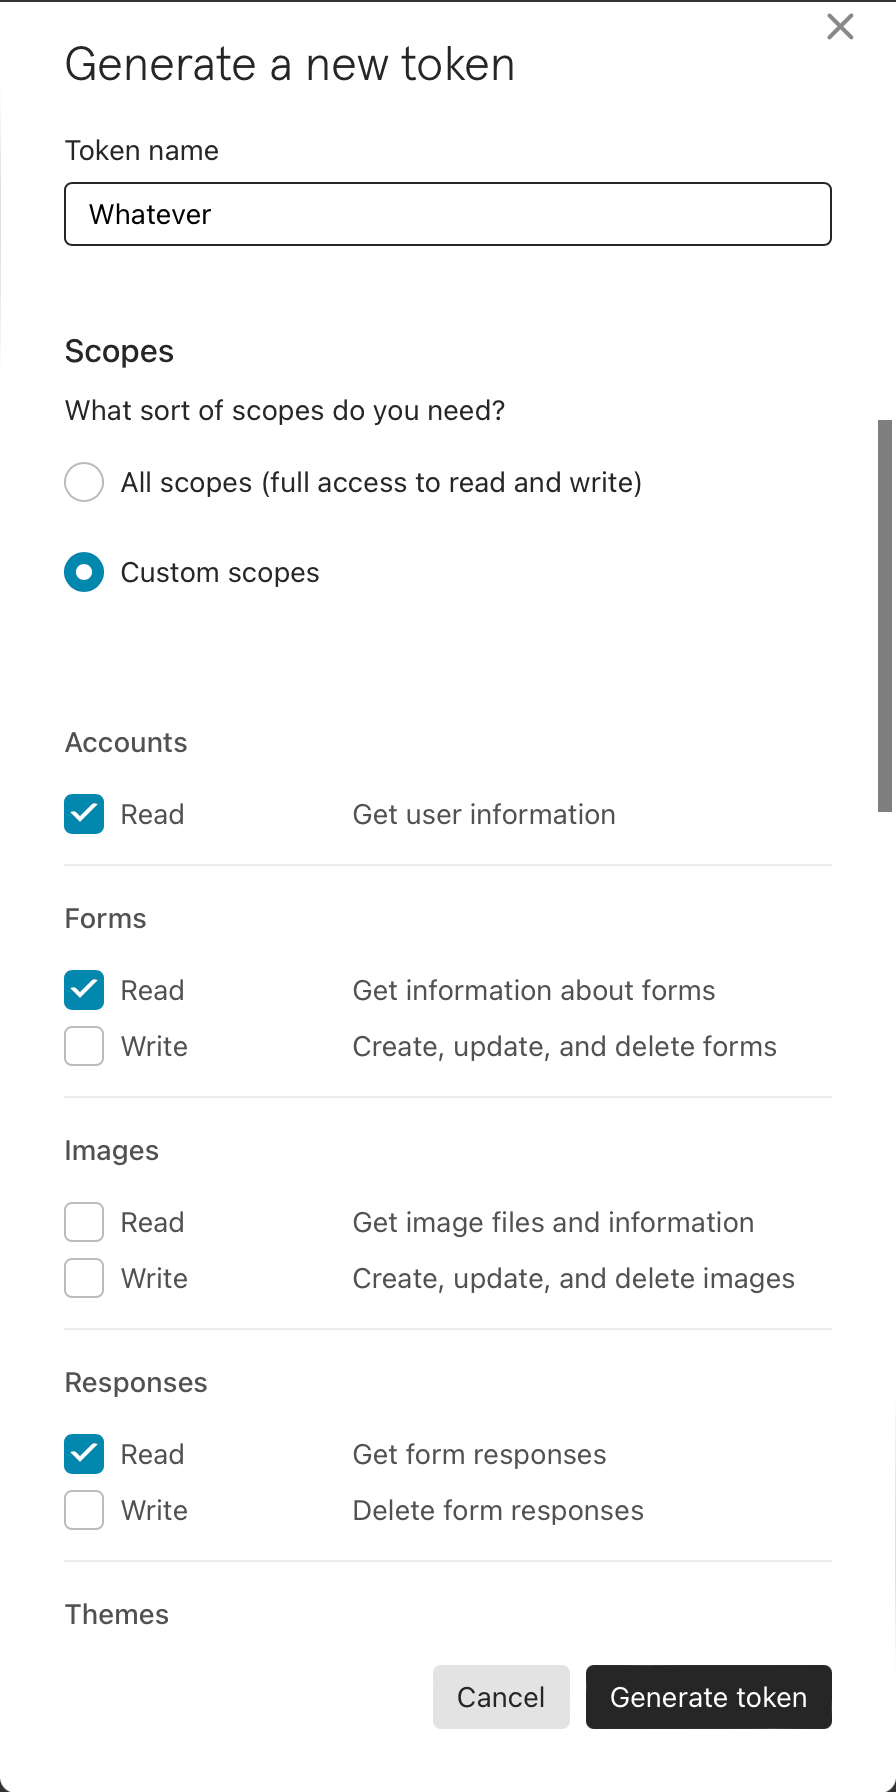 Generate a new token
Token name
Whatever
Scopes
What sort of scopes do you need?
All scopes (full access to read and write)
Custom scopes
Accounts
Read Get user information
Forms
Read Get information about forms
Write Create, update, and delete forms
Images
Read Get image files and information
Write Create, update, and delete images
Responses
Read Get form responses
Write Delete form responses
Themes
Cancel Generate token